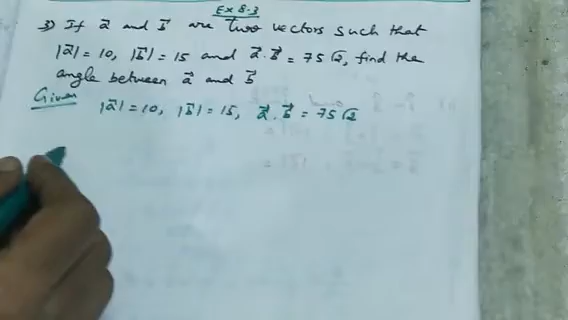 Ex 8.3
3) If a⃗ and b⃗ are two vectors such that
|a⃗| = 10, |b⃗| = 15 and a⃗.b⃗ = 75√2, find the
angle between a⃗ and b⃗
Given
|a⃗| = 10, |b⃗| = 15, a⃗.b⃗ = 75√2